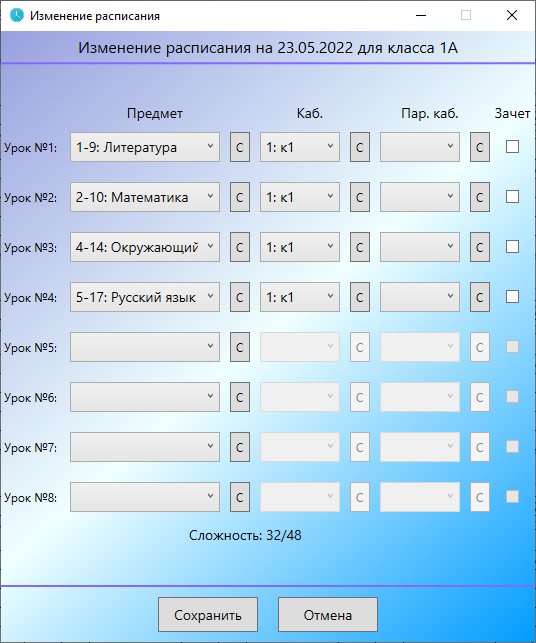 Изменение расписания
Изменение расписания на 23.05.2022 для класса 1А
Предмет Каб. Пар. каб. Зачет
Урок №1: 1-9: Литература С 1: к1 С С
Урок №2: 2-10: Математика С 1: к1 С С
Урок №3: 4-14: Окружающий С 1: к1 С С
Урок №4: 5-17: Русский язык С 1: к1 С С
Урок №5: С С С
Урок №6: С С С
Урок №7: С С С
Урок №8: С С С
Сложность: 32/48
Сохранить Отмена